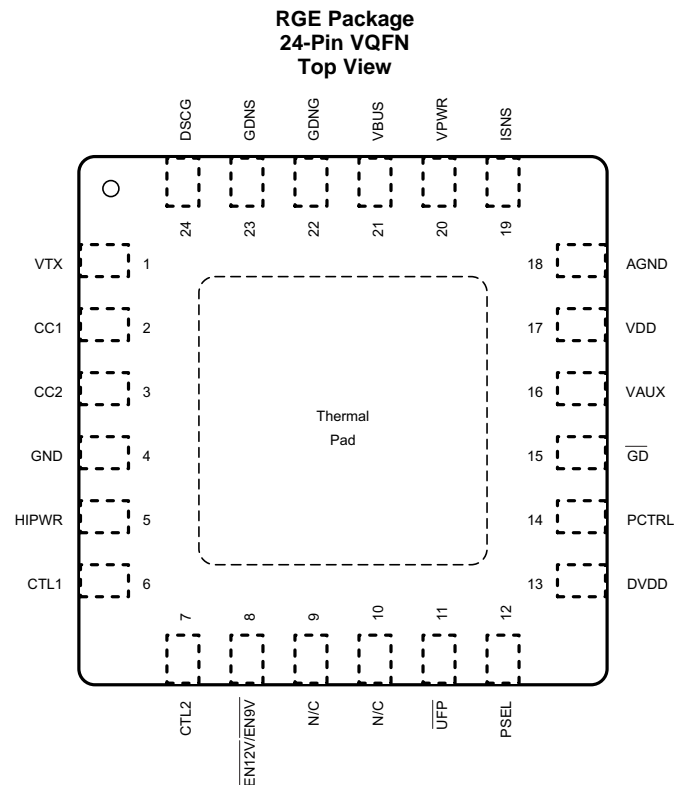 RGE Package
24-Pin VQFN
Top View
DSCG
GDNS
GDNG
VBUS
VPWR
ISNS
24
23
22
21
20
19
VTX 1
CC1 2
CC2 3
GND 4
HIPWR 5
CTL1 6
18 AGND
17 VDD
16 VAUX
15 GD
14 PCTRL
13 DVDD
Thermal
Pad
7
8
9
10
11
12
CTL2
EN12V/EN9V
N/C
N/C
UFP
PSEL